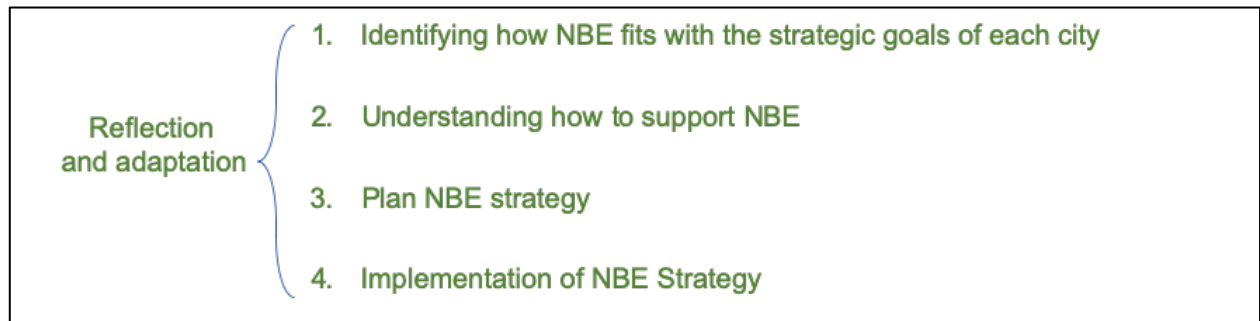 Reflection
and adaptation
1. Identifying how NBE fits with the strategic goals of each city
2. Understanding how to support NBE
3. Plan NBE strategy
4. Implementation of NBE Strategy